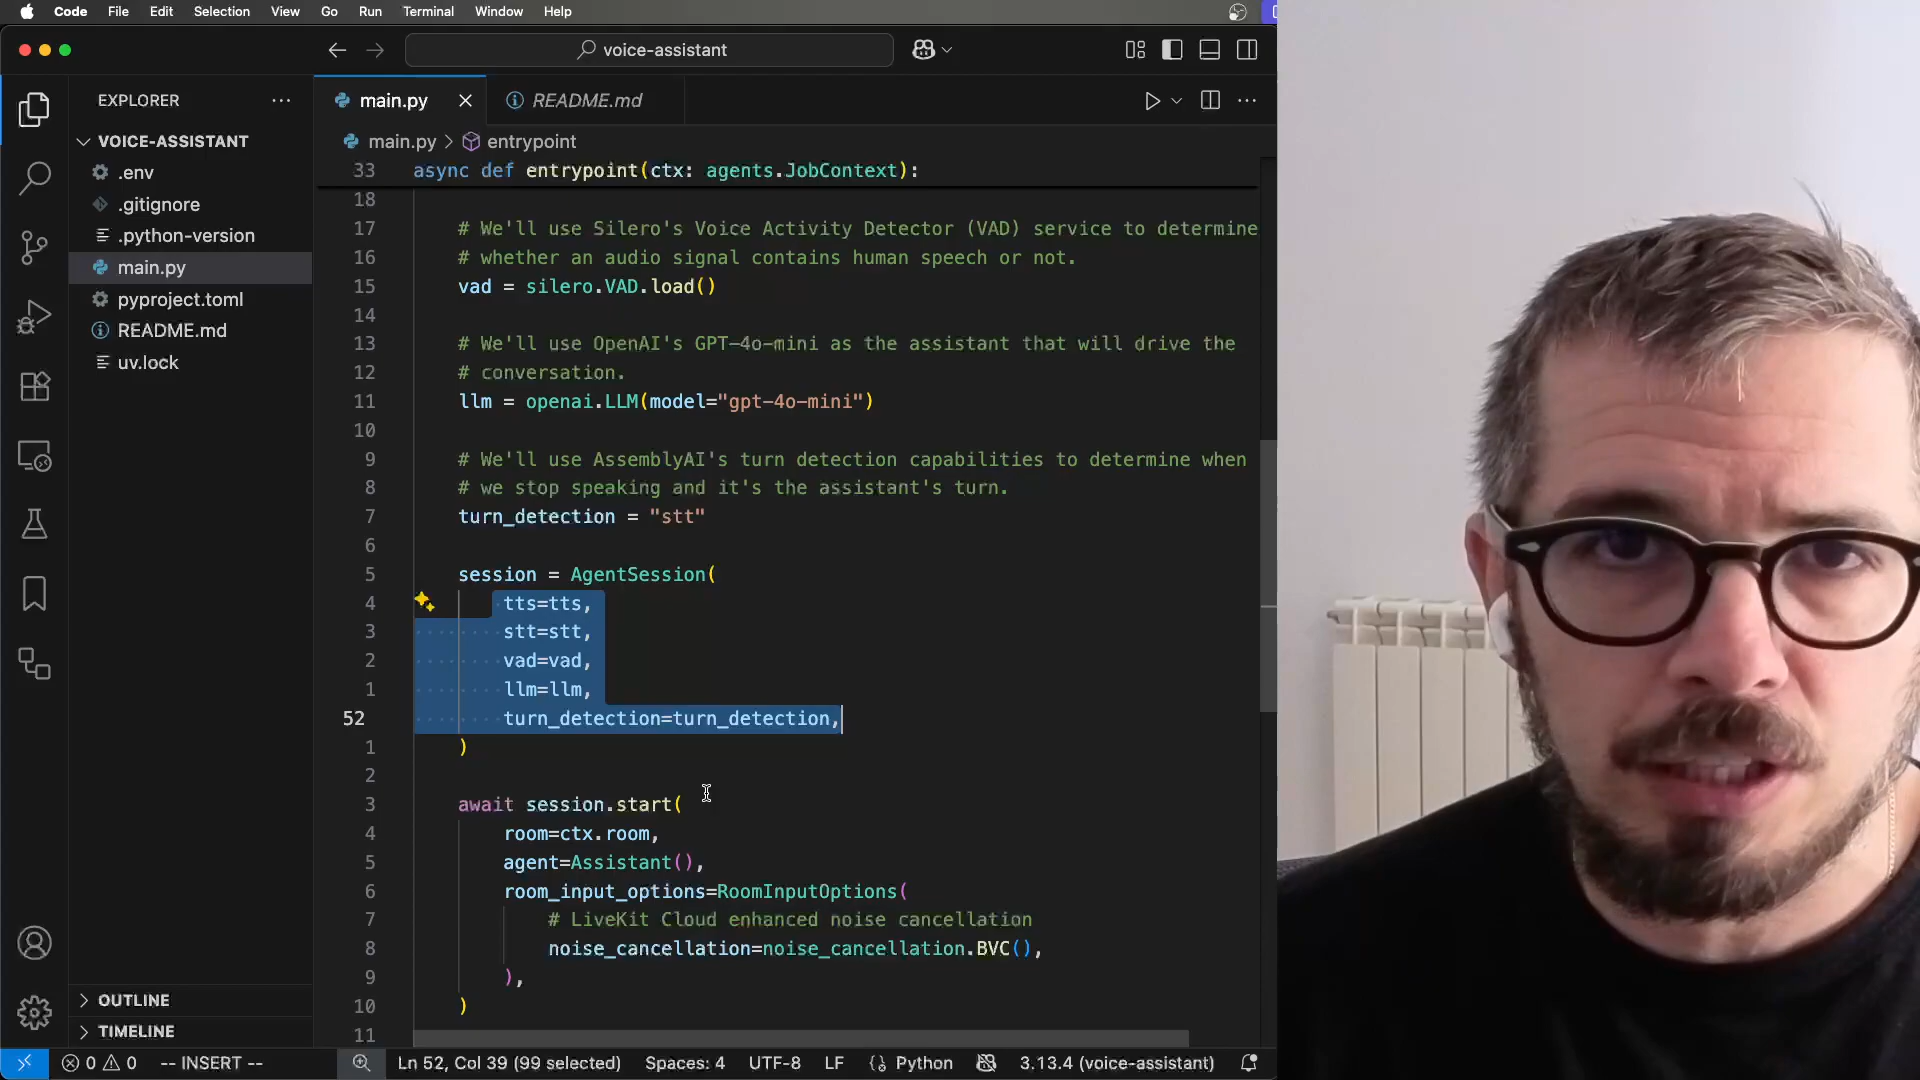 Code File Edit Selection View Go Run Terminal Window Help
voice-assistant
EXPLORER
VOICE-ASSISTANT
.env
.gitignore
.python-version
main.py
pyproject.toml
README.md
uv.lock
OUTLINE
TIMELINE
main.py
README.md
main.py > entrypoint
33 async def entrypoint(ctx: agents.JobContext):
18
17 # We'll use Silero's Voice Activity Detector (VAD) service to determine
16 # whether an audio signal contains human speech or not.
15 vad = silero.VAD.load()
14
13 # We'll use OpenAI's GPT-4o-mini as the assistant that will drive the
12 # conversation.
11 llm = openai.LLM(model="gpt-4o-mini")
10
9 # We'll use AssemblyAI's turn detection capabilities to determine when
8 # we stop speaking and it's the assistant's turn.
7 turn_detection = "stt"
6
5 session = AgentSession(
4 tts=tts,
3 stt=stt,
2 vad=vad,
1 llm=llm,
52 turn_detection=turn_detection,
1 )
2
3 await session.start(
4 room=ctx.room,
5 agent=Assistant(),
6 room_input_options=RoomInputOptions(
7 # LiveKit Cloud enhanced noise cancellation
8 noise_cancellation=noise_cancellation.BVC(),
9 ),
10 )
11
0 0 -- INSERT -- Ln 52, Col 39 (99 selected) Spaces: 4 UTF-8 LF {} Python 3.13.4 (voice-assistant)